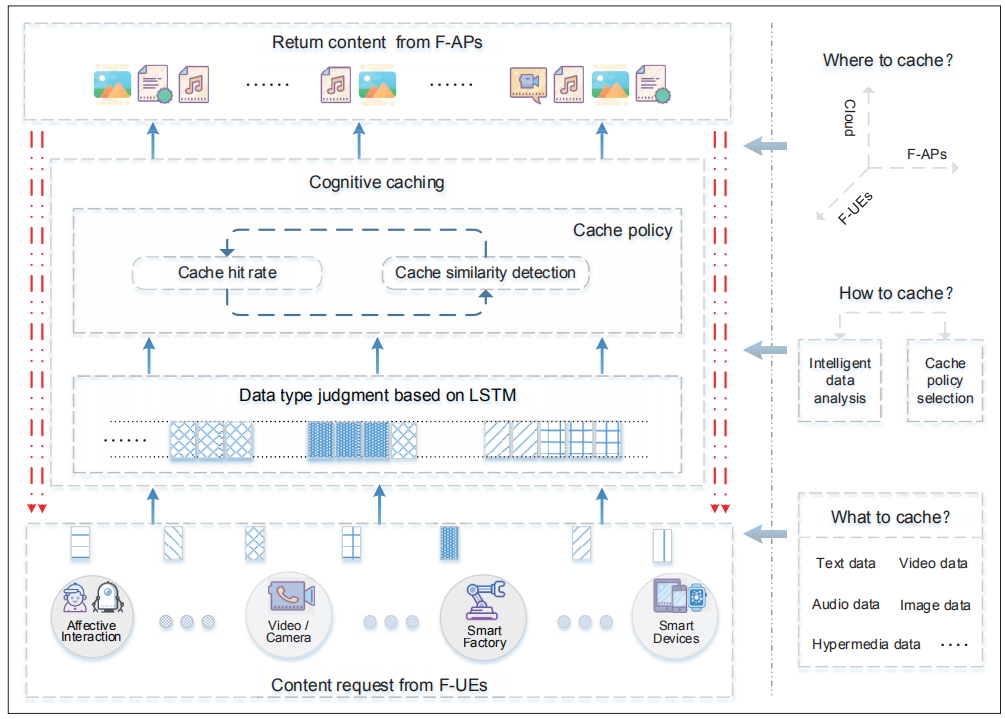 Return content from F-APs
......
......
Cognitive caching
Cache policy
Cache hit rate
Cache similarity detection
Data type judgment based on LSTM
......
Affective
Interaction
Video /
Camera
Smart
Factory
Smart
Devices
Content request from F-UEs
Where to cache?
Cloud
F-APs
F-UEs
How to cache?
Intelligent
data
analysis
Cache
policy
selection
What to cache?
Text data Video data
Audio data Image data
Hypermedia data ....